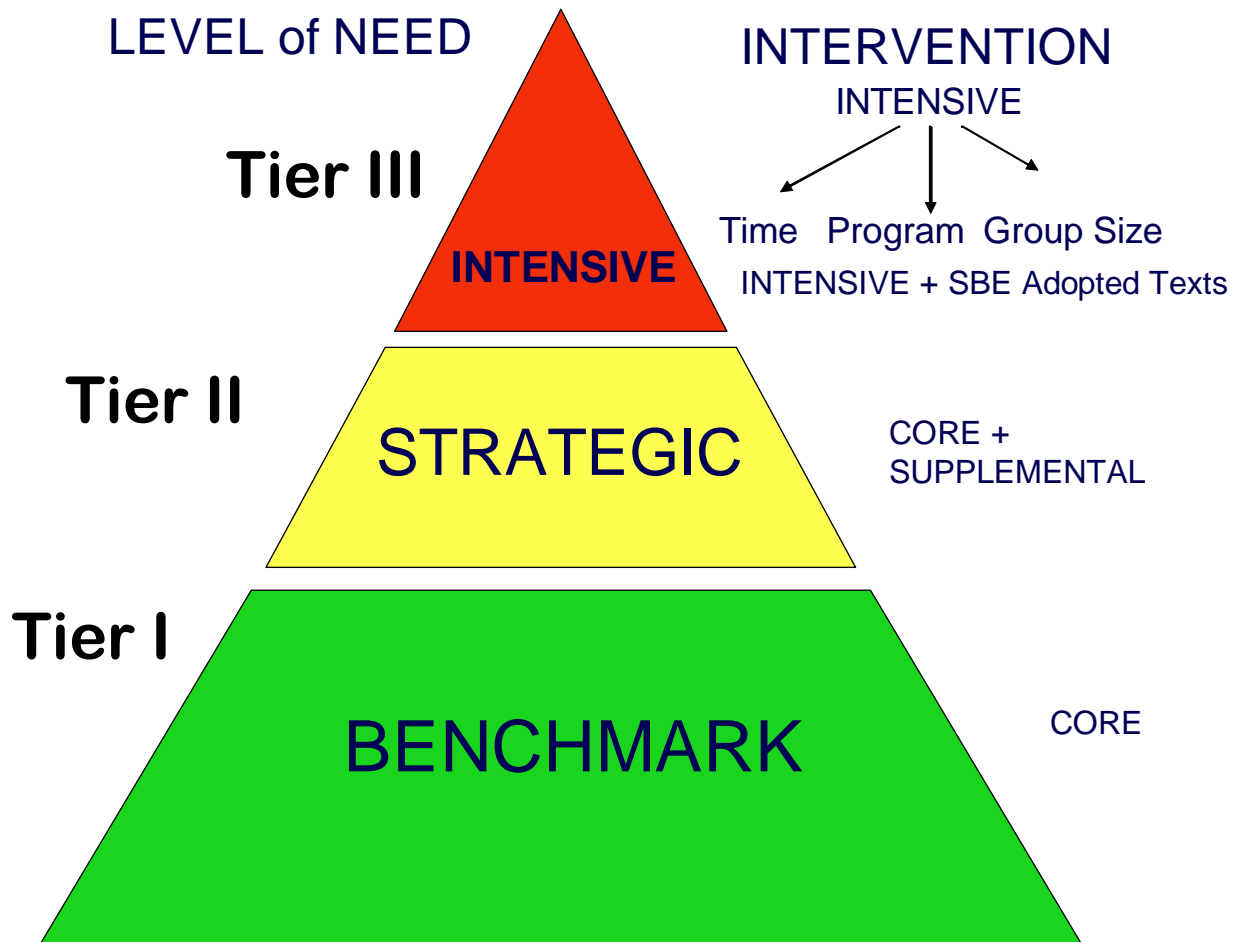 LEVEL of NEED
INTERVENTION
INTENSIVE
Tier III
Time Program Group Size
INTENSIVE
INTENSIVE + SBE Adopted Texts
Tier II
STRATEGIC
CORE +
SUPPLEMENTAL
Tier I
BENCHMARK
CORE